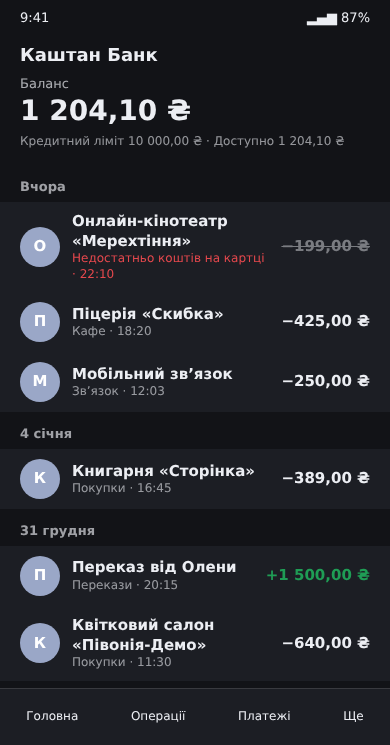 9:41
87%
Каштан Банк
Баланс
1 204,10 ₴
Кредитний ліміт 10 000,00 ₴ · Доступно 1 204,10 ₴
Вчора
О
Онлайн-кінотеатр
«Мерехтіння»
Недостатньо коштів на картці
· 22:10
−199,00 ₴
П
Піцерія «Скибка»
Кафе · 18:20
−425,00 ₴
М
Мобільний зв’язок
Зв’язок · 12:03
−250,00 ₴
4 січня
К
Книгарня «Сторінка»
Покупки · 16:45
−389,00 ₴
31 грудня
П
Переказ від Олени
Перекази · 20:15
+1 500,00 ₴
К
Квітковий салон
«Півонія-Демо»
Покупки · 11:30
−640,00 ₴
Головна
Операції
Платежі
Ще